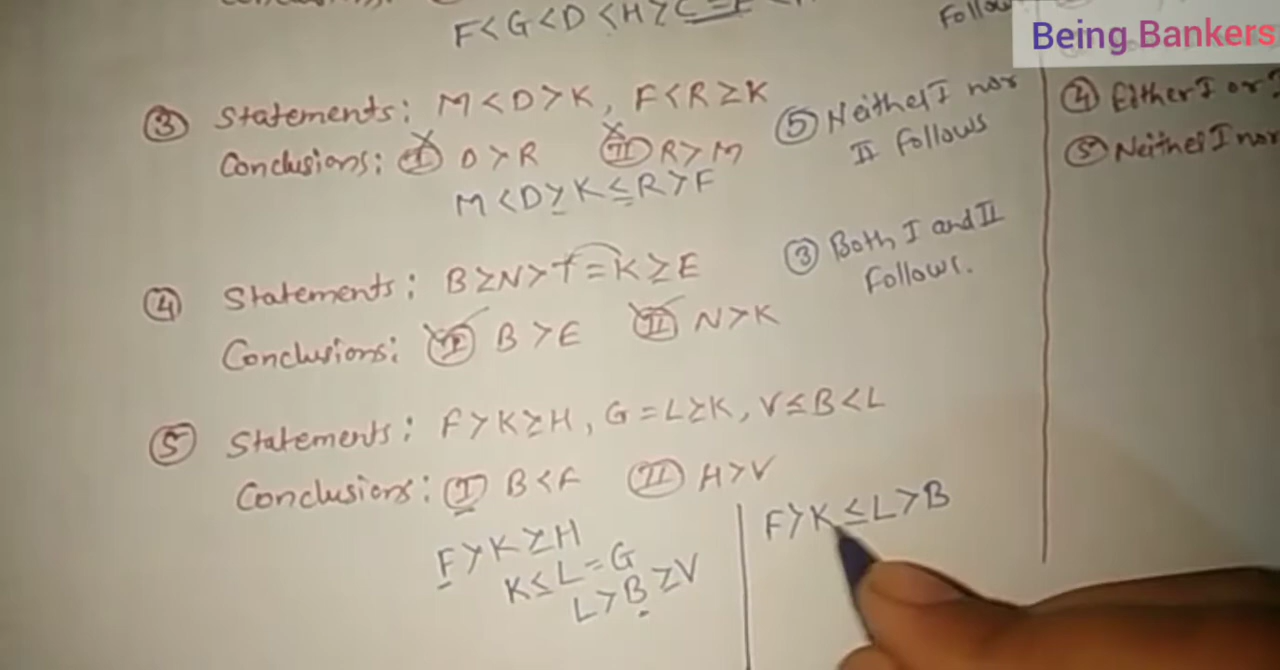 F<G<D<H>C=E
Follow
Being Bankers
③ Statements: M<D>K, F<R≥K
Conclusions: Ⅰ D>R Ⅱ R>M
M<D≥K≤R>F
⑤ Neither I nor
II follows
④ Either I or
⑤ Neither I nor
④ Statements: B≥N>T=K≥E
Conclusions: Ⅰ B>E Ⅱ N>K
③ Both I and II
Follows.
⑤ Statements: F>K≥H, G=L≥K, V≤B<L
Conclusions: Ⅰ B<F Ⅱ H>V
F>K≥H
K≤L=G
L>B≥V
F>K≤L>B